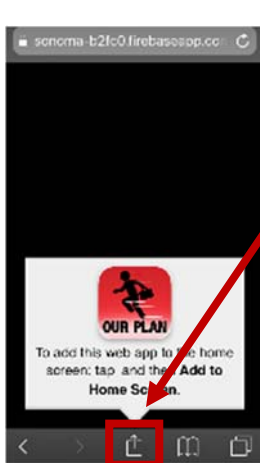 sonoma-b2fc0.firebaseapp.com
OUR PLAN
To add this web app to the home
screen: tap and then Add to
Home Screen.